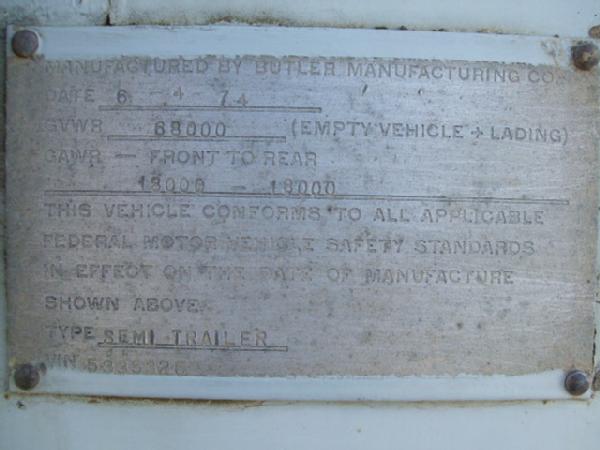 MANUFACTURED BY BUTLER MANUFACTURING CO.
DATE 6 4 74
GVWR 68000 (EMPTY VEHICLE + LADING)
GAWR — FRONT TO REAR
18000 - 18000
THIS VEHICLE CONFORMS TO ALL APPLICABLE
FEDERAL MOTOR VEHICLE SAFETY STANDARDS
IN EFFECT ON THE DATE OF MANUFACTURE
SHOWN ABOVE.
TYPE SEMI TRAILER
VIN